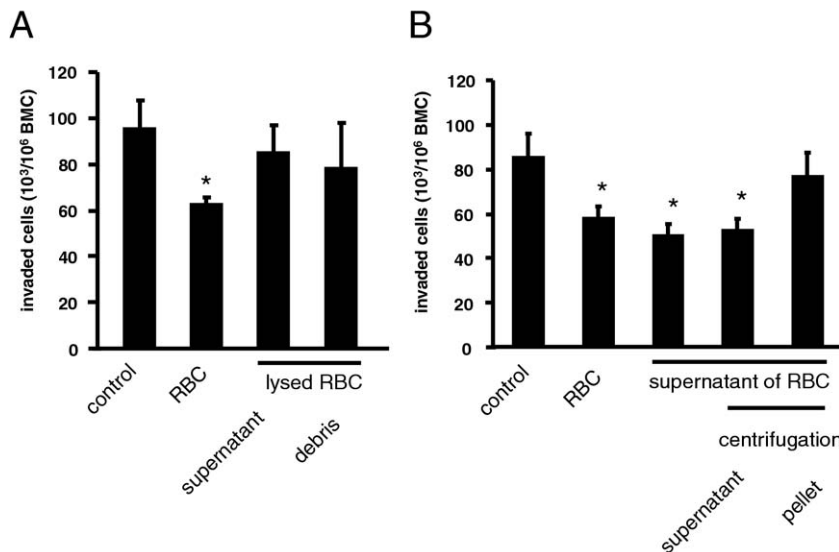 A
invaded cells (10³/10⁶ BMC)
120
100
80
60
40
20
0
*
control
RBC
lysed RBC
supernatant
debris
B
invaded cells (10³/10⁶ BMC)
120
100
80
60
40
20
0
*
*
*
control
RBC
supernatant of RBC
centrifugation
supernatant
pellet